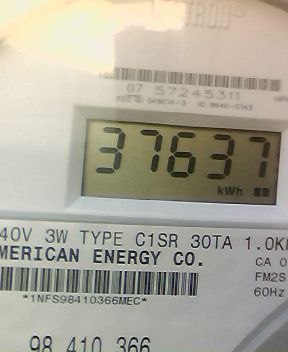 TRON
07 57245311
37637
kWh
40V 3W TYPE C1SR 30TA 1.0K
MERICAN ENERGY CO.
CA 0
FM2S
*1NFS98410366MEC*
60Hz
98 410 366